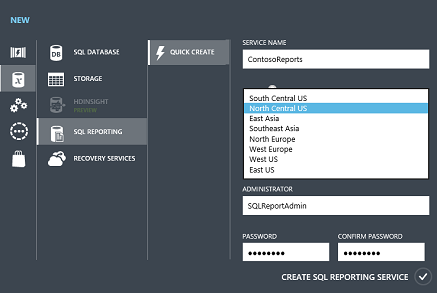 NEW
SQL DATABASE
STORAGE
HDINSIGHT
PREVIEW
SQL REPORTING
RECOVERY SERVICES
QUICK CREATE
SERVICE NAME
ContosoReports
South Central US
North Central US
East Asia
Southeast Asia
North Europe
West Europe
West US
East US
ADMINISTRATOR
SQLReportAdmin
PASSWORD
CONFIRM PASSWORD
●●●●●●●● ●●●●●●●●
CREATE SQL REPORTING SERVICE